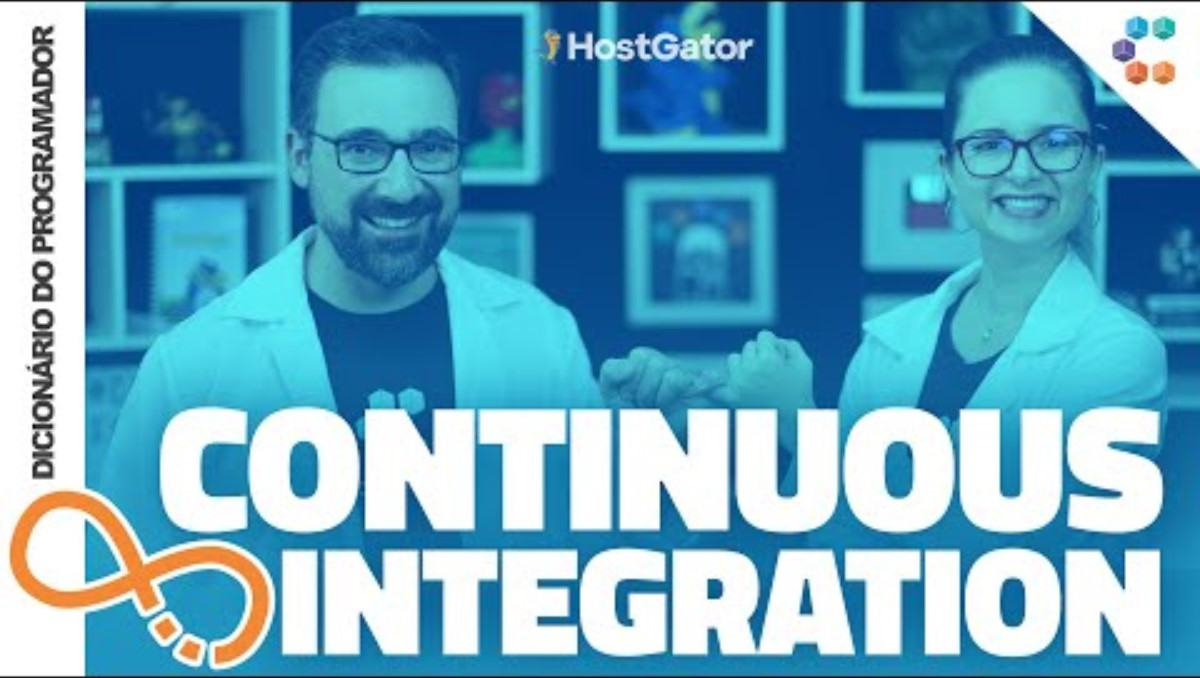 DICIONÁRIO DO PROGRAMADOR
HostGator
CONTINUOUS
INTEGRATION